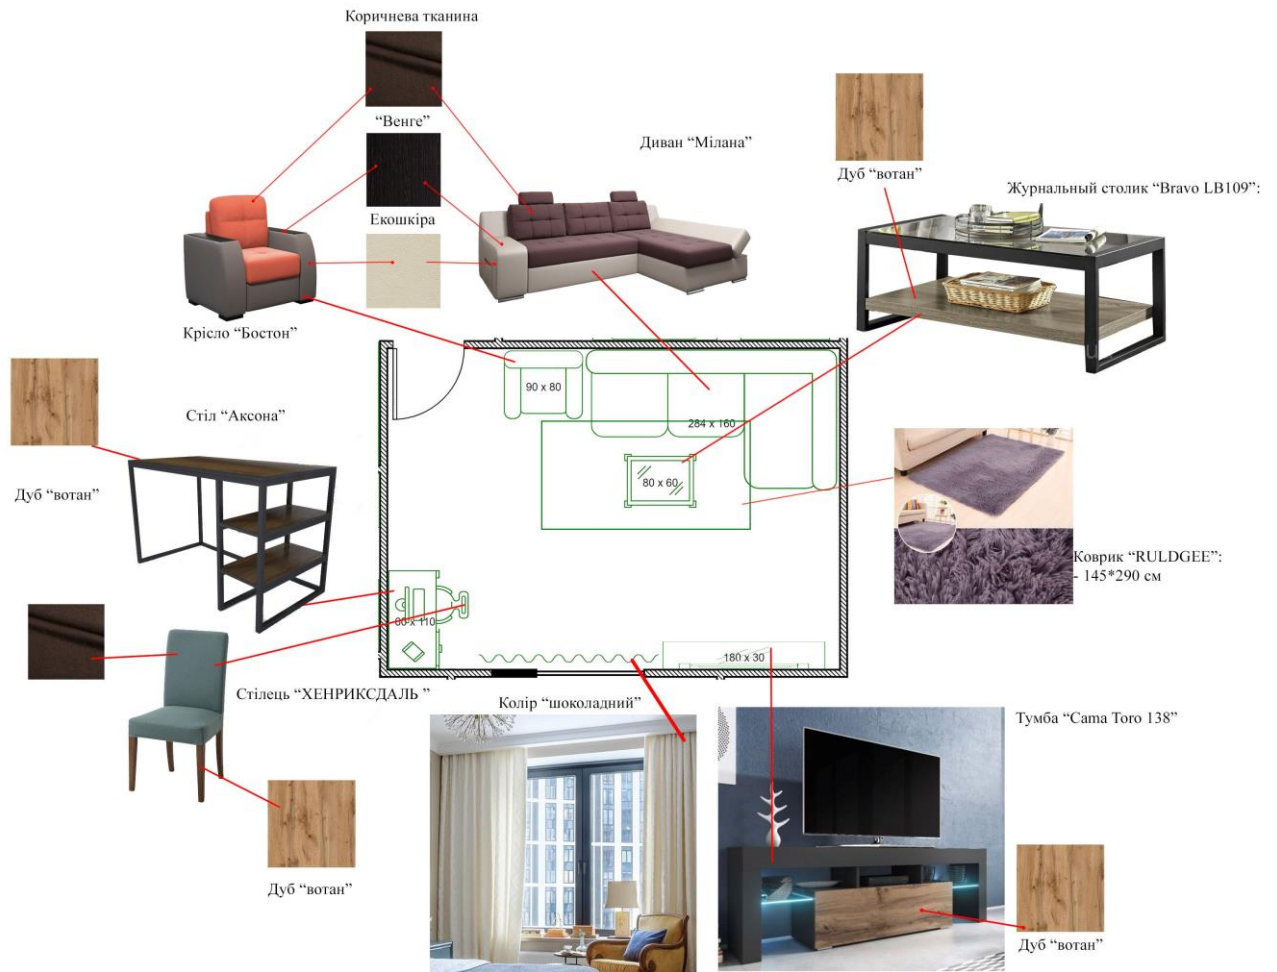 Коричнева тканина
“Венге”
Диван “Мілана”
Дуб “вотан”
Журнальный столик “Bravo LB109”:
Екошкіра
Крісло “Бостон”
90 x 80
Стіл “Аксона”
284 x 160
80 x 60
Дуб “вотан”
Коврик “RULDGEE”:
- 145*290 см
80 x 110
180 x 30
Стілець “ХЕНРИКСДАЛЬ ”
Колір “шоколадний”
Тумба “Cama Toro 138”
Дуб “вотан”
Дуб “вотан”